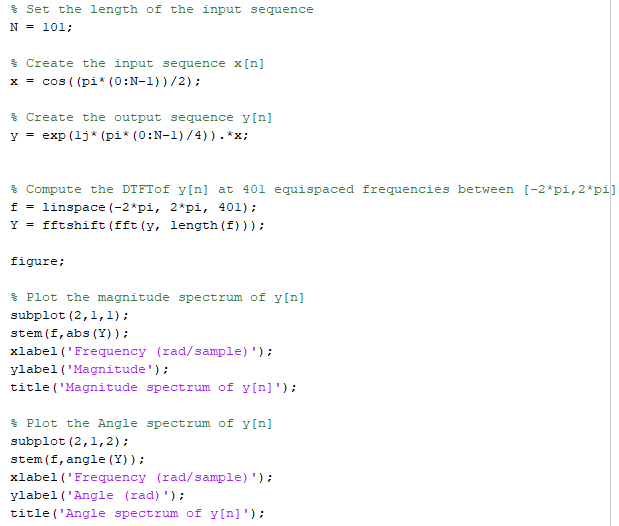 % Set the length of the input sequence
N = 101;
% Create the input sequence x[n]
x = cos((pi*(0:N-1))/2);
% Create the output sequence y[n]
y = exp(1j*(pi*(0:N-1)/4)).*x;
% Compute the DTFTof y[n] at 401 equispaced frequencies between [-2*pi,2*pi]
f = linspace(-2*pi, 2*pi, 401);
Y = fftshift(fft(y, length(f)));
figure;
% Plot the magnitude spectrum of y[n]
subplot(2,1,1);
stem(f,abs(Y));
xlabel('Frequency (rad/sample)');
ylabel('Magnitude');
title('Magnitude spectrum of y[n]');
% Plot the Angle spectrum of y[n]
subplot(2,1,2);
stem(f,angle(Y));
xlabel('Frequency (rad/sample)');
ylabel('Angle (rad)');
title('Angle spectrum of y[n]');